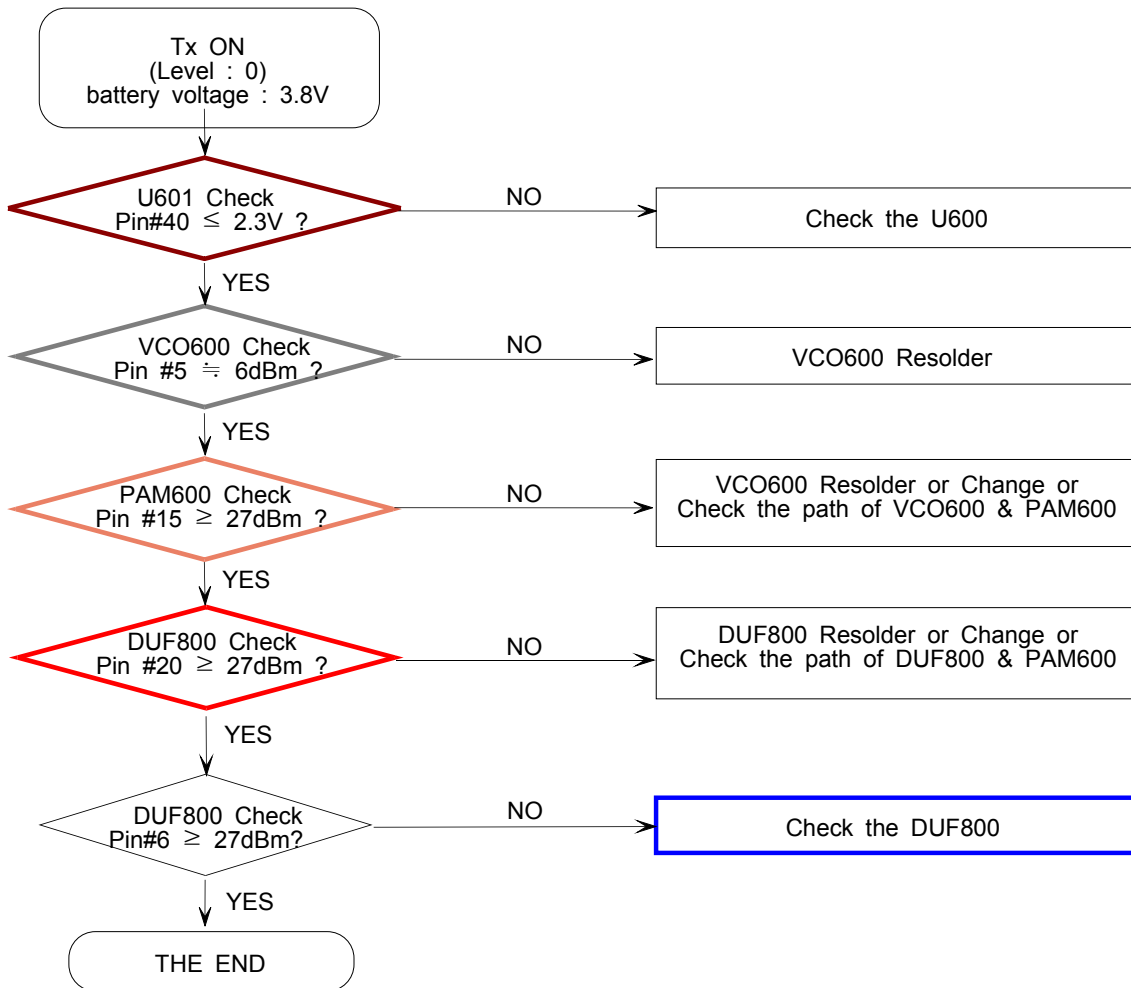 Tx ON
(Level : 0)
battery voltage : 3.8V
U601 Check
Pin#40 ≤ 2.3V ?
NO
Check the U600
YES
VCO600 Check
Pin #5 ≒ 6dBm ?
NO
VCO600 Resolder
YES
PAM600 Check
Pin #15 ≥ 27dBm ?
NO
VCO600 Resolder or Change or
Check the path of VCO600 & PAM600
YES
DUF800 Check
Pin #20 ≥ 27dBm ?
NO
DUF800 Resolder or Change or
Check the path of DUF800 & PAM600
YES
DUF800 Check
Pin#6 ≥ 27dBm?
NO
Check the DUF800
YES
THE END